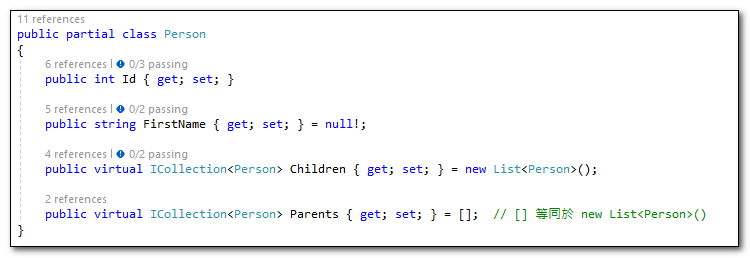 11 references
public partial class Person
{
6 references | 0/3 passing
public int Id { get; set; }
5 references | 0/2 passing
public string FirstName { get; set; } = null!;
4 references | 0/2 passing
public virtual ICollection<Person> Children { get; set; } = new List<Person>();
2 references
public virtual ICollection<Person> Parents { get; set; } = [];  // [] 等同於 new List<Person>()
}